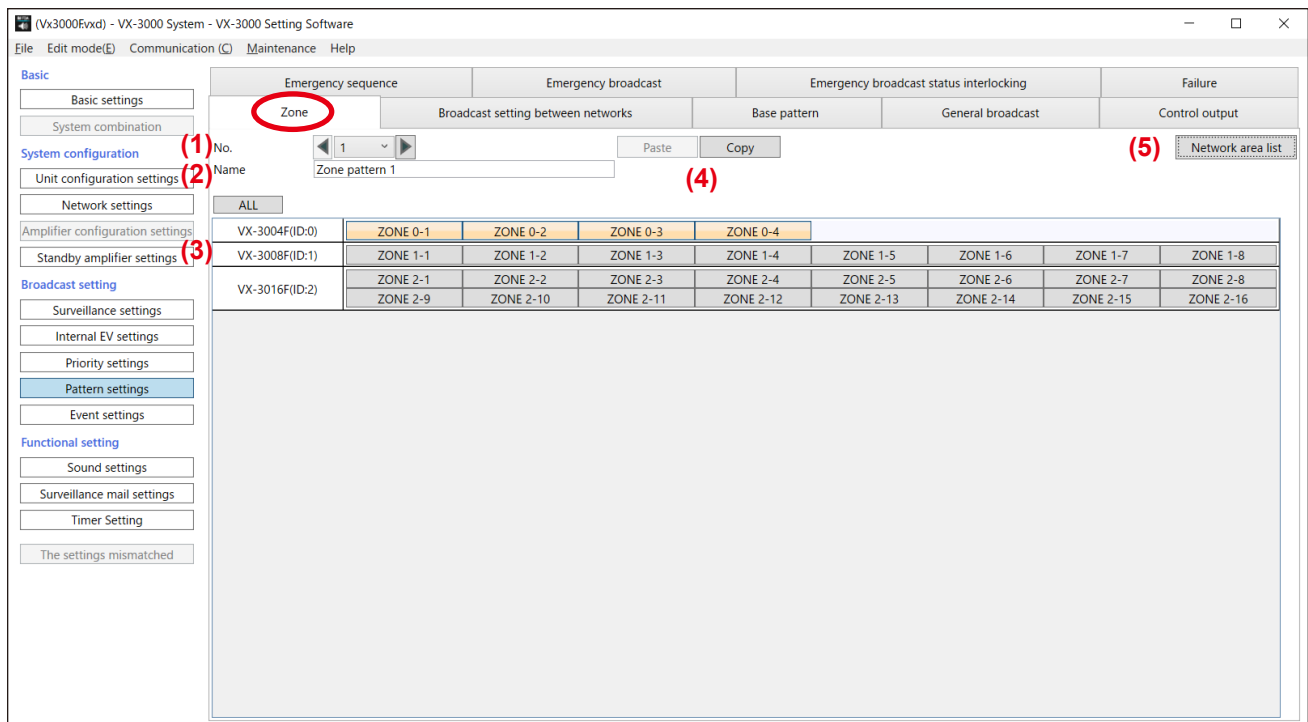 (Vx3000F.vxd) - VX-3000 System - VX-3000 Setting Software
File Edit mode(E) Communication (C) Maintenance Help
Basic
Basic settings
System combination
System configuration
Unit configuration settings
Network settings
Amplifier configuration settings
Standby amplifier settings
Broadcast setting
Surveillance settings
Internal EV settings
Priority settings
Pattern settings
Event settings
Functional setting
Sound settings
Surveillance mail settings
Timer Setting
The settings mismatched
Emergency sequence Emergency broadcast Emergency broadcast status interlocking Failure
Zone Broadcast setting between networks Base pattern General broadcast Control output
(1) No. 1 Paste Copy (5) Network area list
(2) Name Zone pattern 1 (4)
ALL
(3)
VX-3004F(ID:0) ZONE 0-1 ZONE 0-2 ZONE 0-3 ZONE 0-4
VX-3008F(ID:1) ZONE 1-1 ZONE 1-2 ZONE 1-3 ZONE 1-4 ZONE 1-5 ZONE 1-6 ZONE 1-7 ZONE 1-8
VX-3016F(ID:2) ZONE 2-1 ZONE 2-2 ZONE 2-3 ZONE 2-4 ZONE 2-5 ZONE 2-6 ZONE 2-7 ZONE 2-8
ZONE 2-9 ZONE 2-10 ZONE 2-11 ZONE 2-12 ZONE 2-13 ZONE 2-14 ZONE 2-15 ZONE 2-16